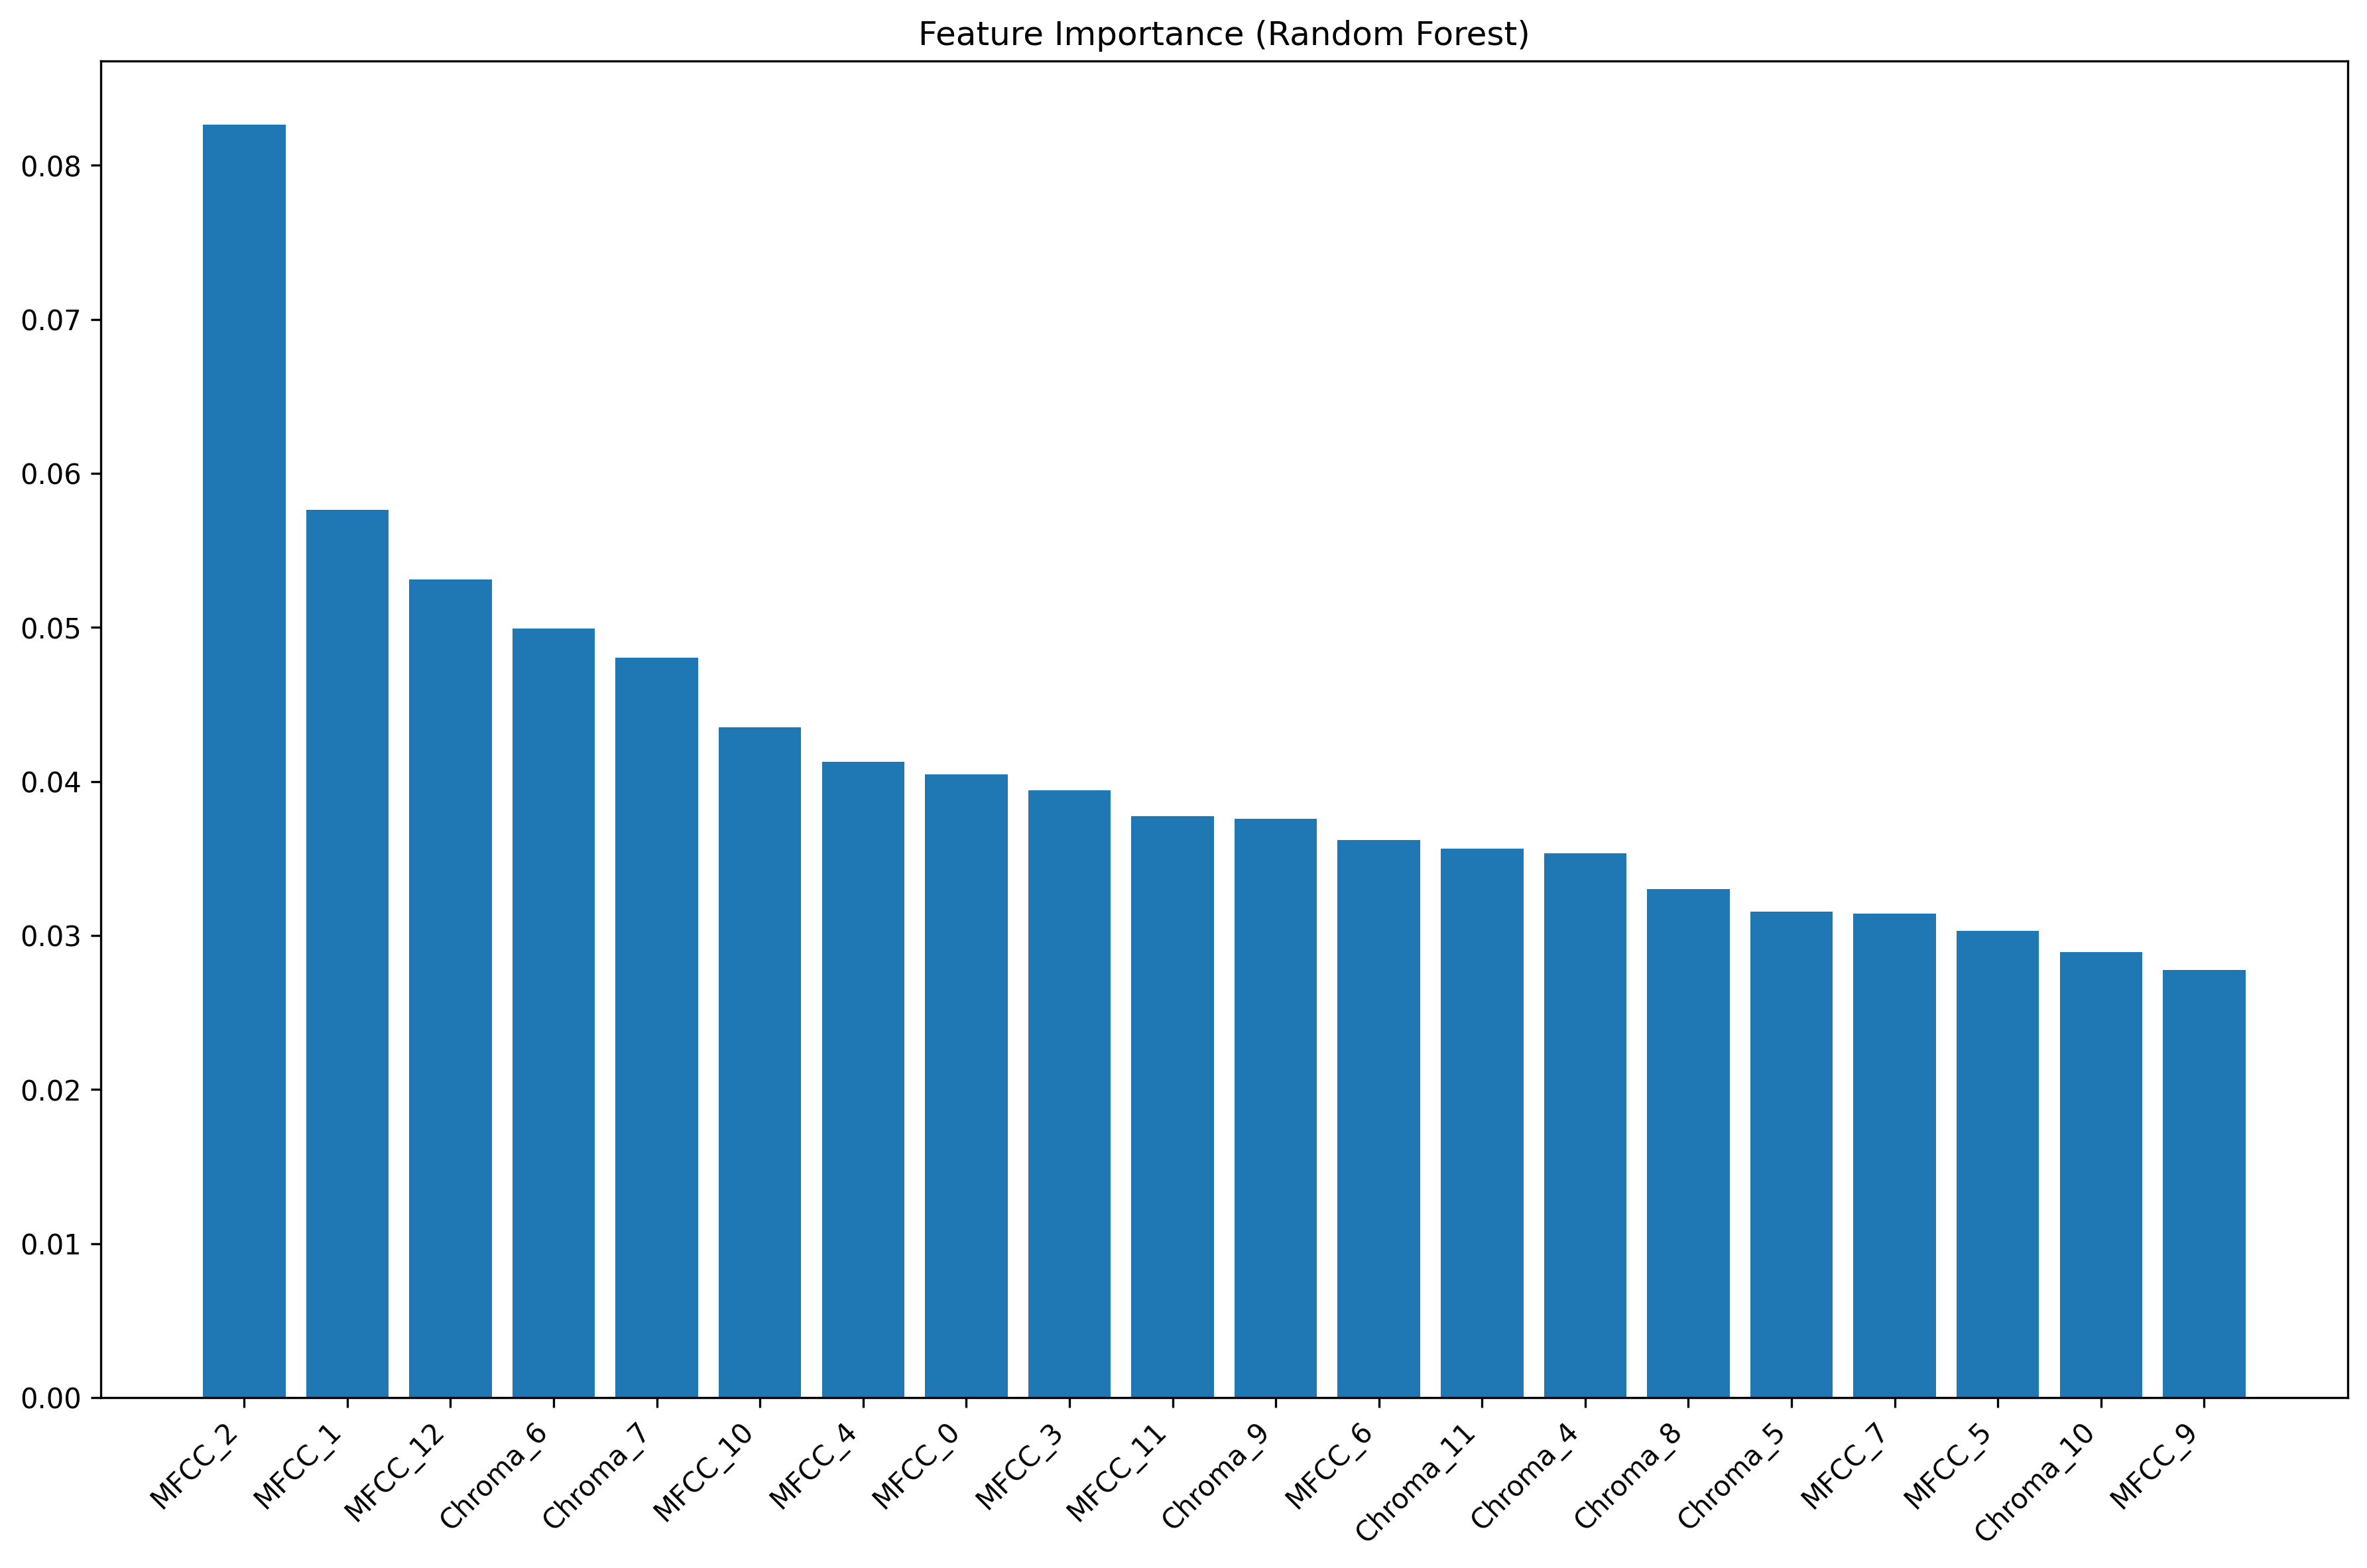 Feature Importance (Random Forest)
0.08
0.07
0.06
0.05
0.04
0.03
0.02
0.01
0.00
MFCC_2
MFCC_1
MFCC_12
Chroma_6
Chroma_7
MFCC_10
MFCC_4
MFCC_0
MFCC_3
MFCC_11
Chroma_9
MFCC_6
Chroma_11
Chroma_4
Chroma_8
Chroma_5
MFCC_7
MFCC_5
Chroma_10
MFCC_9